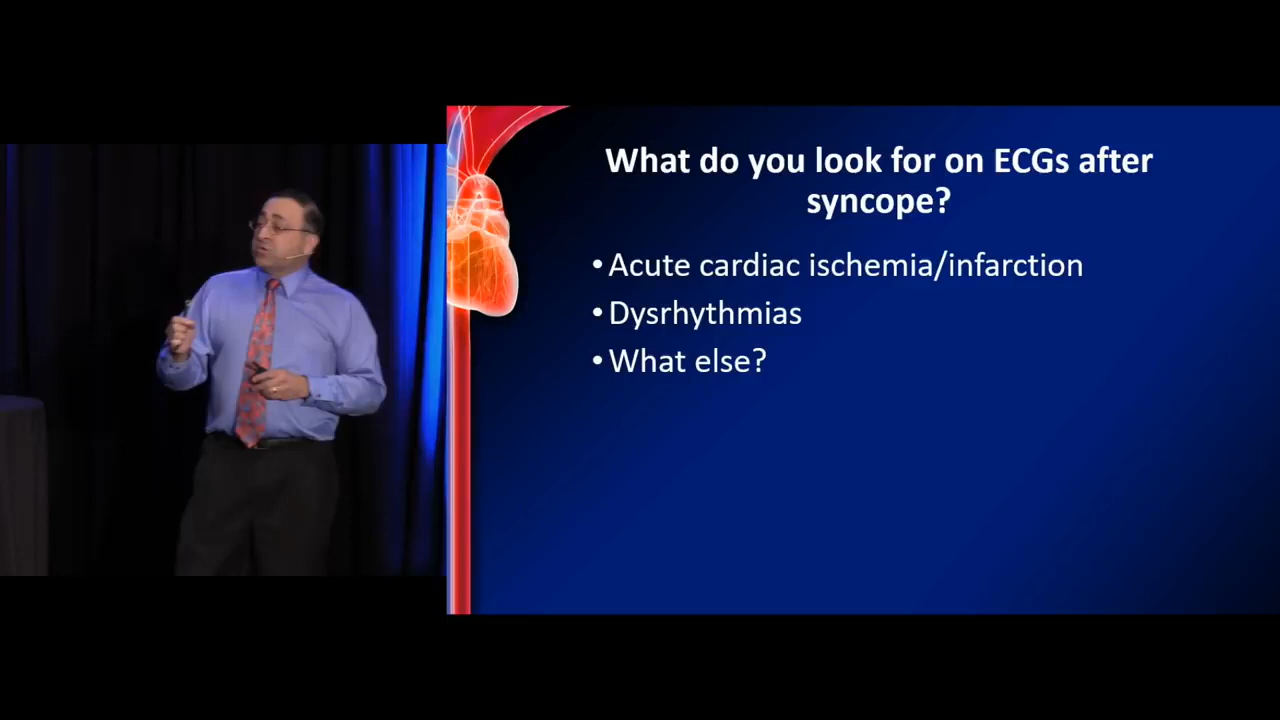 What do you look for on ECGs after
syncope?
•Acute cardiac ischemia/infarction
•Dysrhythmias
•What else?